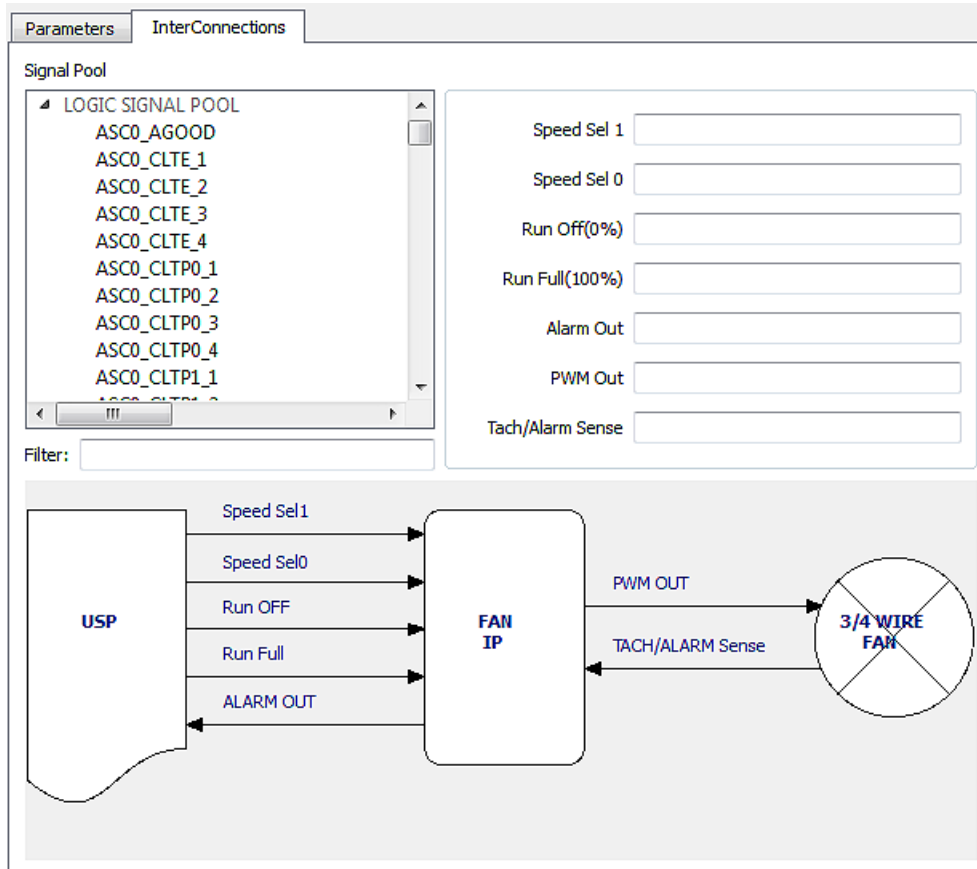 Parameters
InterConnections
Signal Pool
LOGIC SIGNAL POOL
ASC0_AGOOD
ASC0_CLTE_1
ASC0_CLTE_2
ASC0_CLTE_3
ASC0_CLTE_4
ASC0_CLTP0_1
ASC0_CLTP0_2
ASC0_CLTP0_3
ASC0_CLTP0_4
ASC0_CLTP1_1
Filter:
Speed Sel 1
Speed Sel 0
Run Off(0%)
Run Full(100%)
Alarm Out
PWM Out
Tach/Alarm Sense
USP
Speed Sel1
Speed Sel0
Run OFF
Run Full
ALARM OUT
FAN
IP
PWM OUT
TACH/ALARM Sense
3/4 WIRE
FAN